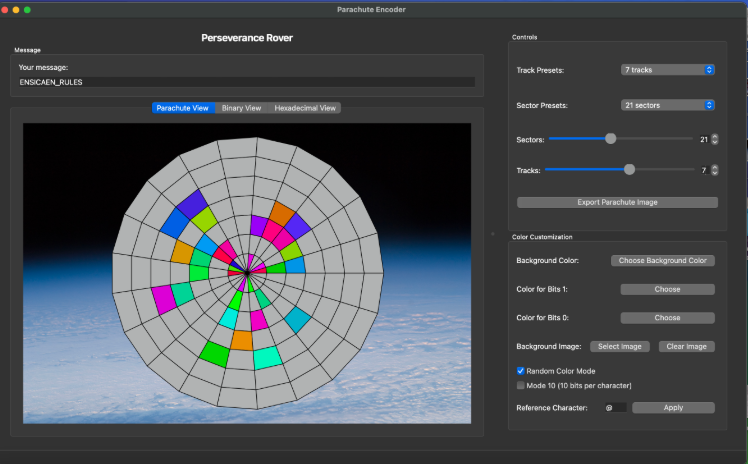 Parachute Encoder
Perseverance Rover
Message
Your message:
ENSICAEN_RULES
Parachute View Binary View Hexadecimal View
Controls
Track Presets: 7 tracks
Sector Presets: 21 sectors
Sectors: 21
Tracks: 7
Export Parachute Image
Color Customization
Background Color: Choose Background Color
Color for Bits 1: Choose
Color for Bits 0: Choose
Background Image: Select Image Clear Image
Random Color Mode
Mode 10 (10 bits per character)
Reference Character: @ Apply